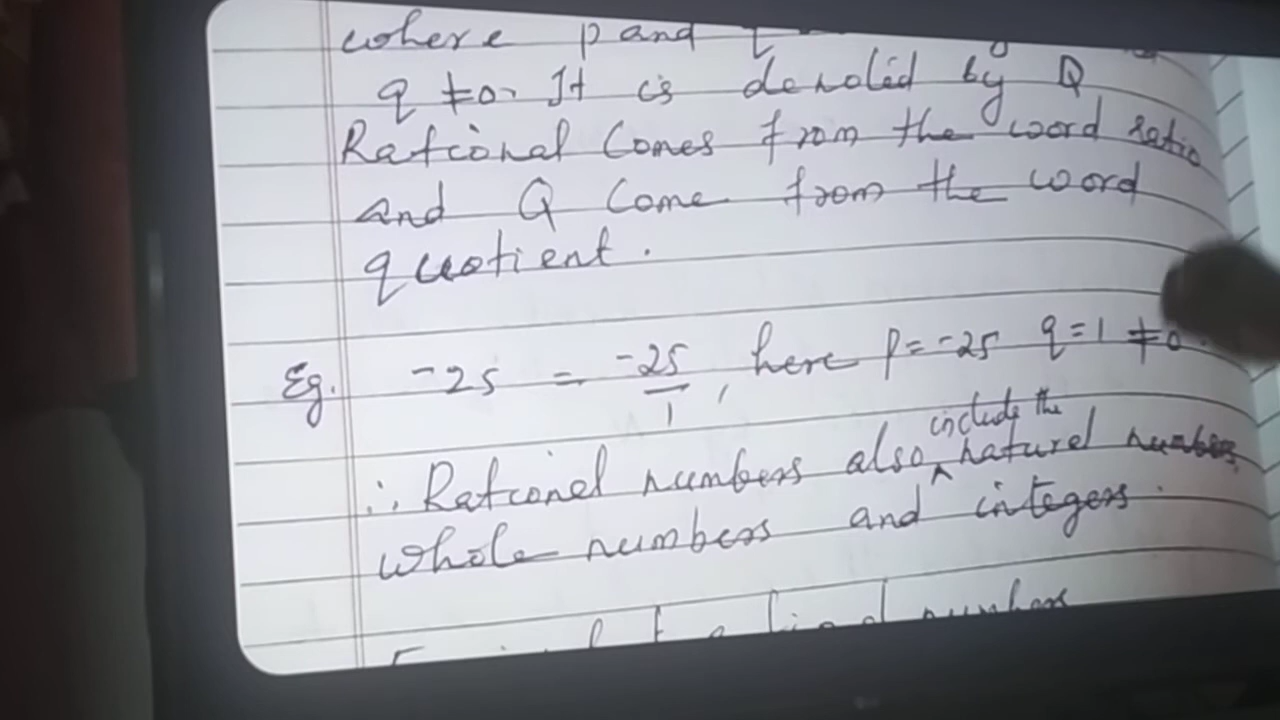 where p and q
q ≠0. It is denoted by Q
Rational Comes from the word Ratio
and Q Come from the word
quotient.
Eg. -25 = -25/1, here p=-25 q=1 ≠0.
∴ Rational numbers also include the natural numbers,
whole numbers and integers.
numbers